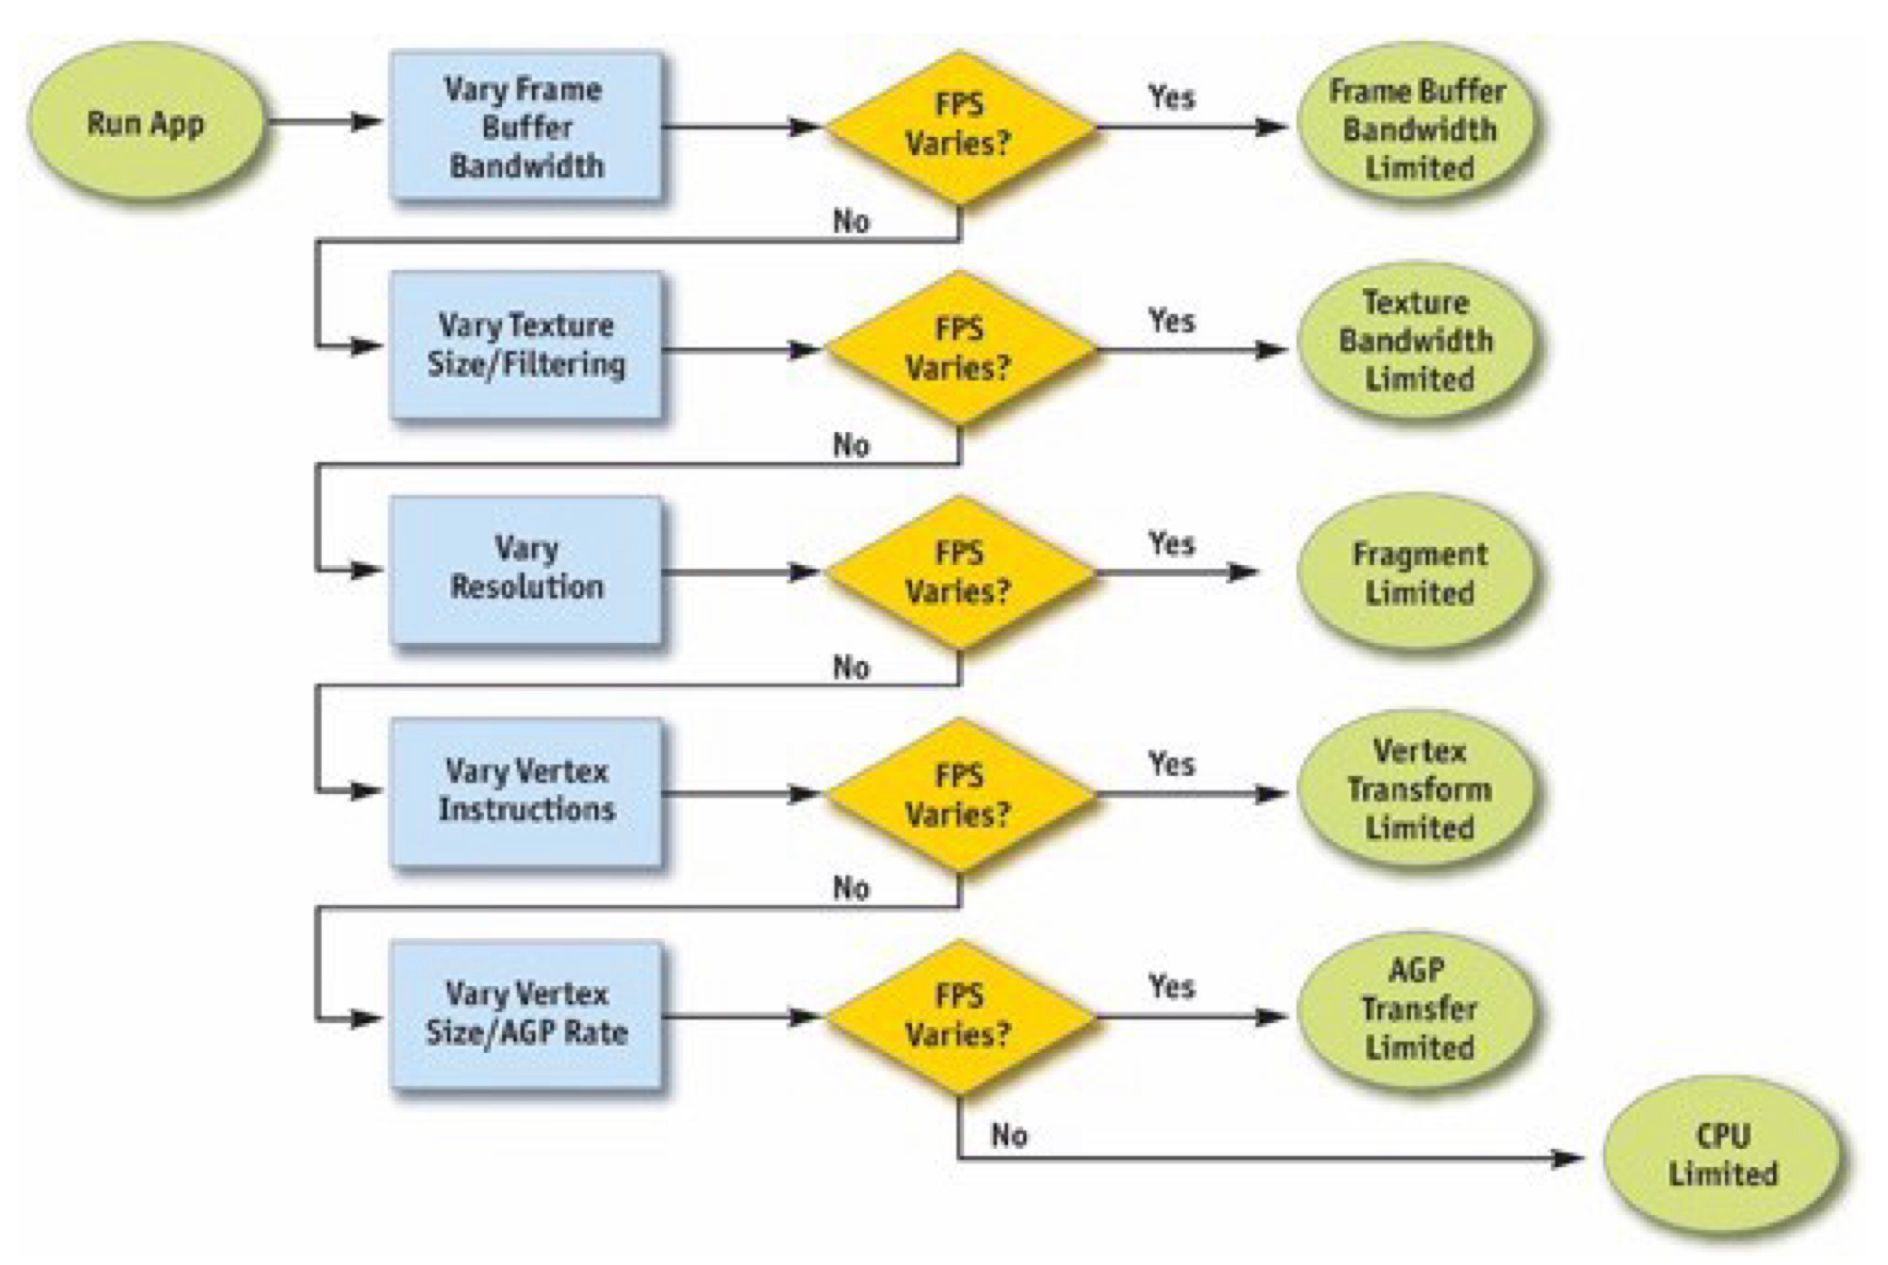 Run App
Vary Frame
Buffer
Bandwidth
FPS
Varies?
Yes
Frame Buffer
Bandwidth
Limited
No
Vary Texture
Size/Filtering
FPS
Varies?
Yes
Texture
Bandwidth
Limited
No
Vary
Resolution
FPS
Varies?
Yes
Fragment
Limited
No
Vary Vertex
Instructions
FPS
Varies?
Yes
Vertex
Transform
Limited
No
Vary Vertex
Size/AGP Rate
FPS
Varies?
Yes
AGP
Transfer
Limited
No
CPU
Limited